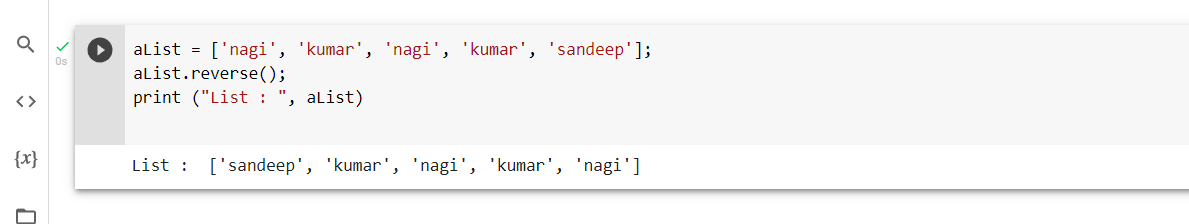 aList = ['nagi', 'kumar', 'nagi', 'kumar', 'sandeep'];
0s
aList.reverse();
print ("List : ", aList)
{x}
List :  ['sandeep', 'kumar', 'nagi', 'kumar', 'nagi']